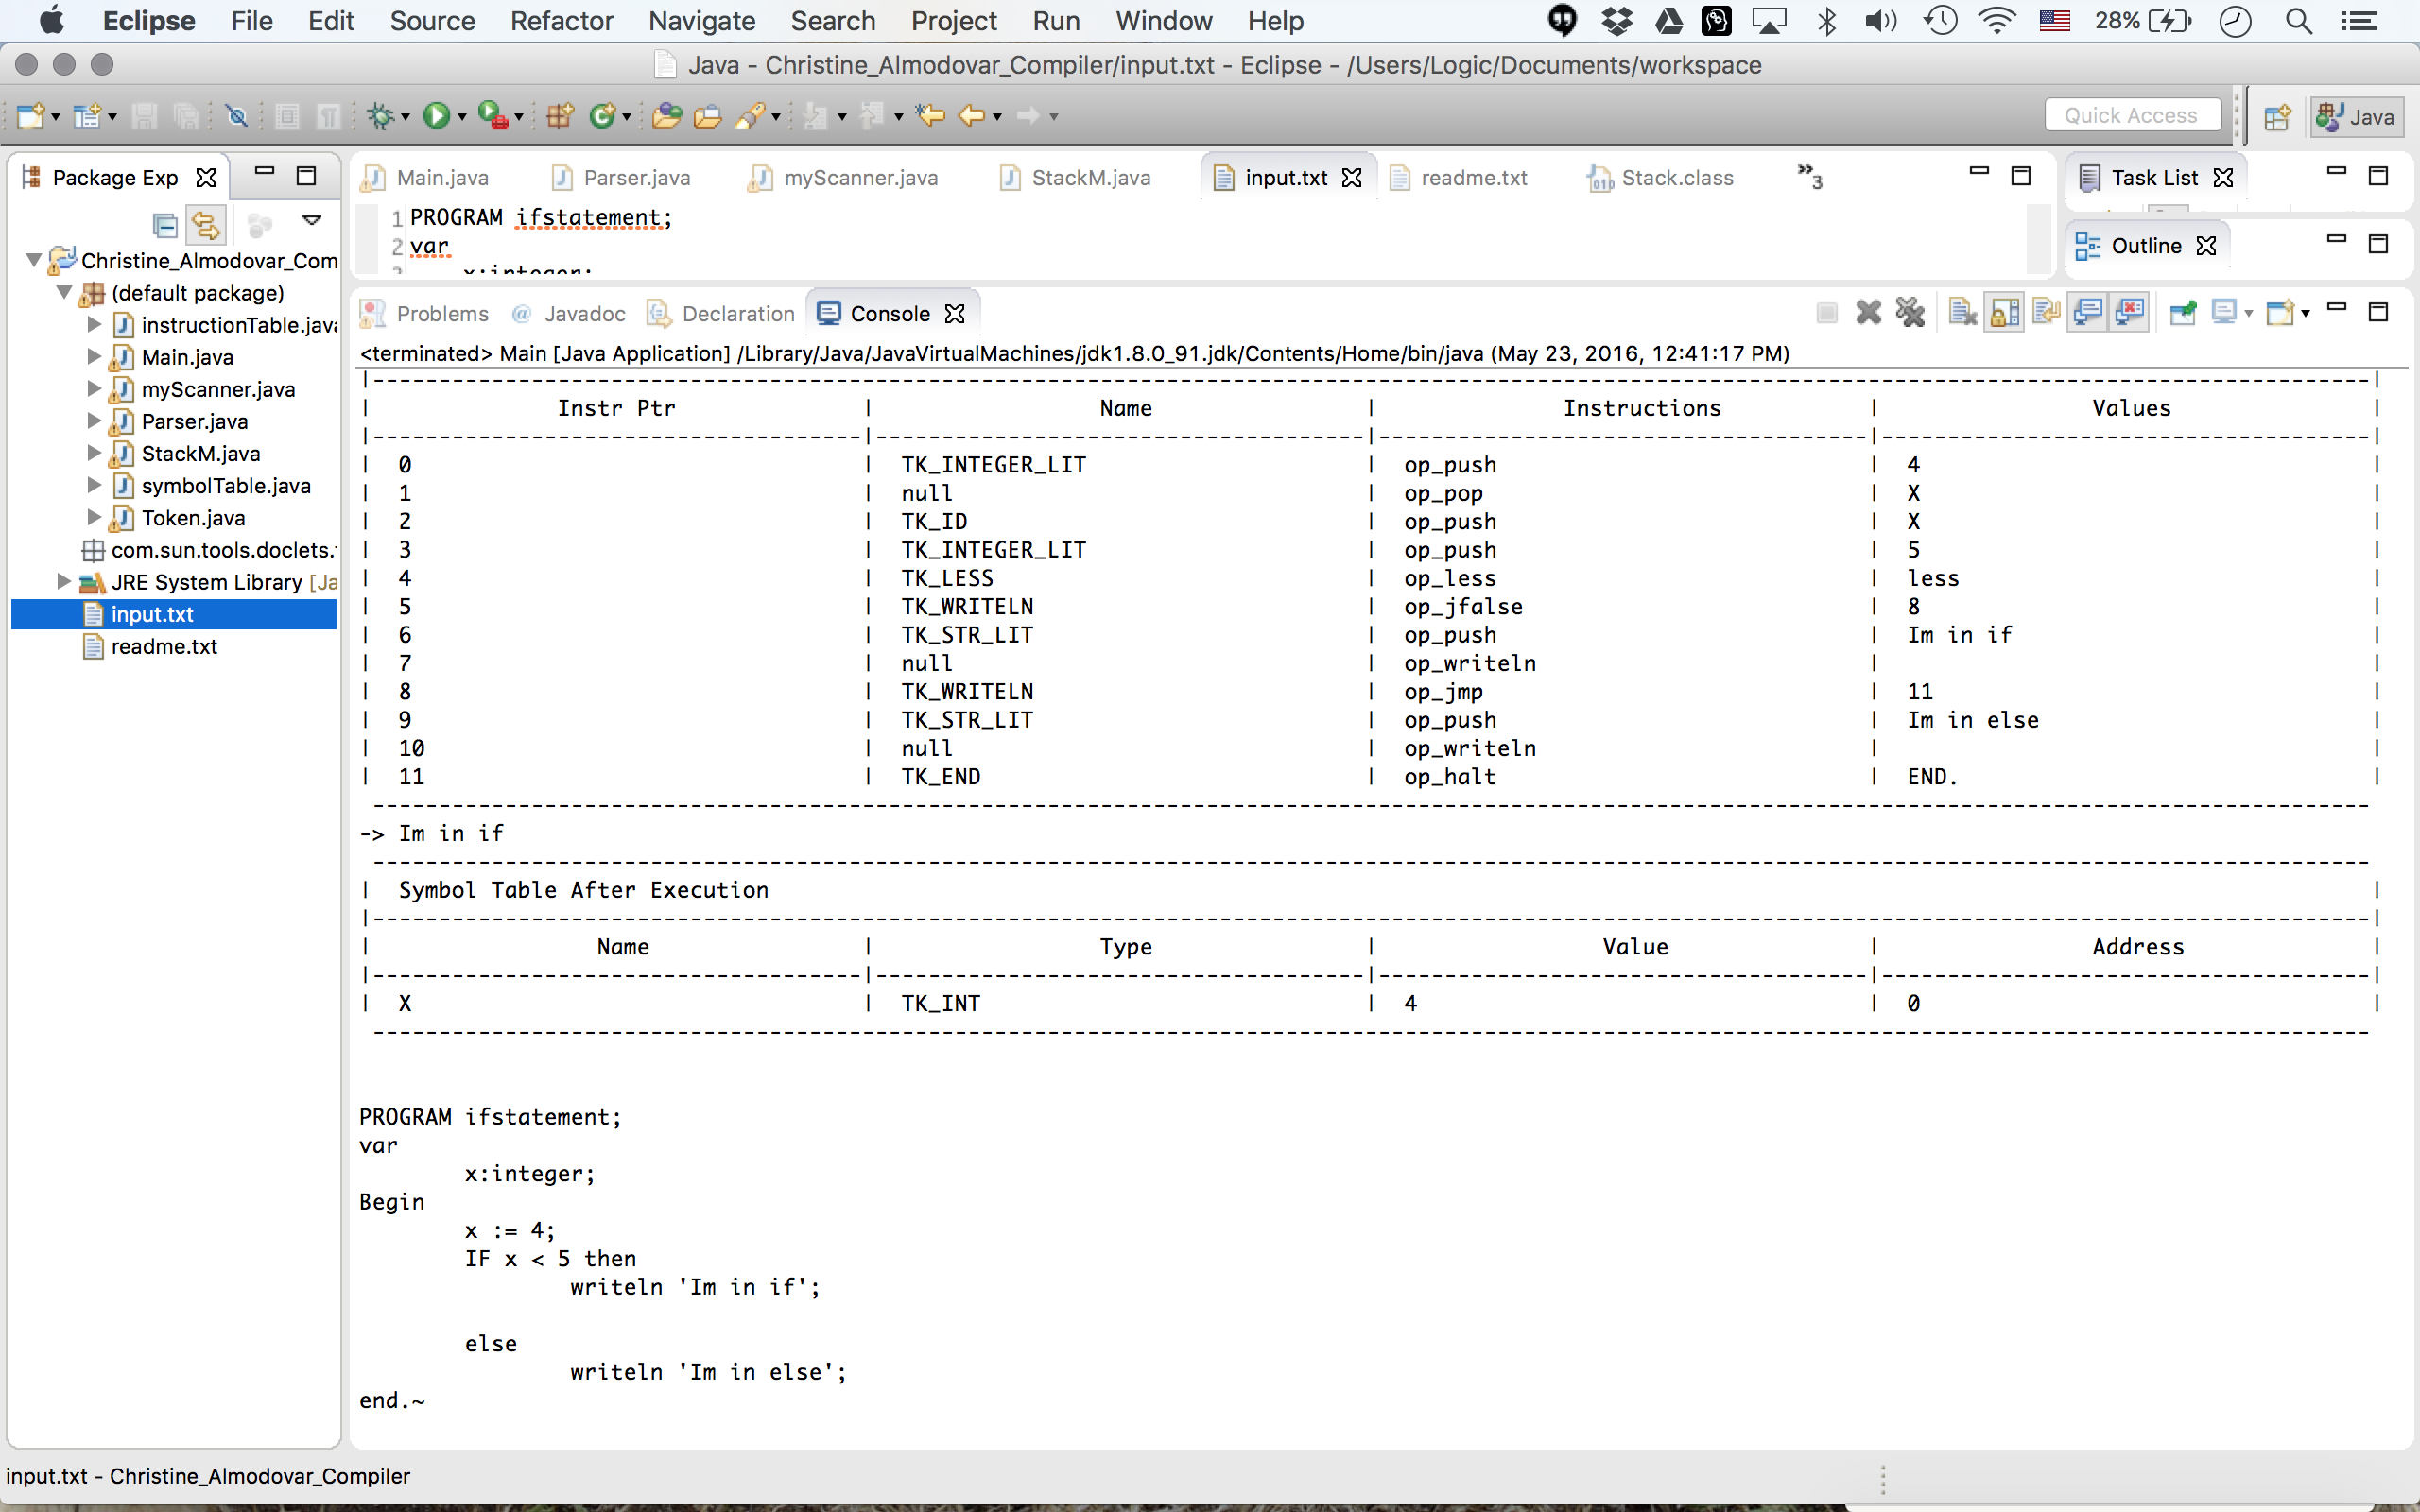 Eclipse File Edit Source Refactor Navigate Search Project Run Window Help 28%
Java - Christine_Almodovar_Compiler/input.txt - Eclipse - /Users/Logic/Documents/workspace
Quick Access Java
Package Exp
Christine_Almodovar_Com
(default package)
instructionTable.java
Main.java
myScanner.java
Parser.java
StackM.java
symbolTable.java
Token.java
com.sun.tools.doclets.
JRE System Library [Ja
input.txt
readme.txt
Main.java Parser.java myScanner.java StackM.java input.txt readme.txt Stack.class »3
1 PROGRAM ifstatement;
2 var
3 x:integer;
Task List
Outline
Problems @ Javadoc Declaration Console
<terminated> Main [Java Application] /Library/Java/JavaVirtualMachines/jdk1.8.0_91.jdk/Contents/Home/bin/java (May 23, 2016, 12:41:17 PM)
| Instr Ptr | Name | Instructions | Values |
| 0 | TK_INTEGER_LIT | op_push | 4 |
| 1 | null | op_pop | X |
| 2 | TK_ID | op_push | X |
| 3 | TK_INTEGER_LIT | op_push | 5 |
| 4 | TK_LESS | op_less | less |
| 5 | TK_WRITELN | op_jfalse | 8 |
| 6 | TK_STR_LIT | op_push | Im in if |
| 7 | null | op_writeln | |
| 8 | TK_WRITELN | op_jmp | 11 |
| 9 | TK_STR_LIT | op_push | Im in else |
| 10 | null | op_writeln | |
| 11 | TK_END | op_halt | END. |
-> Im in if
| Symbol Table After Execution |
| Name | Type | Value | Address |
| X | TK_INT | 4 | 0 |
PROGRAM ifstatement;
var
x:integer;
Begin
x := 4;
IF x < 5 then
writeln 'Im in if';
else
writeln 'Im in else';
end.~
input.txt - Christine_Almodovar_Compiler